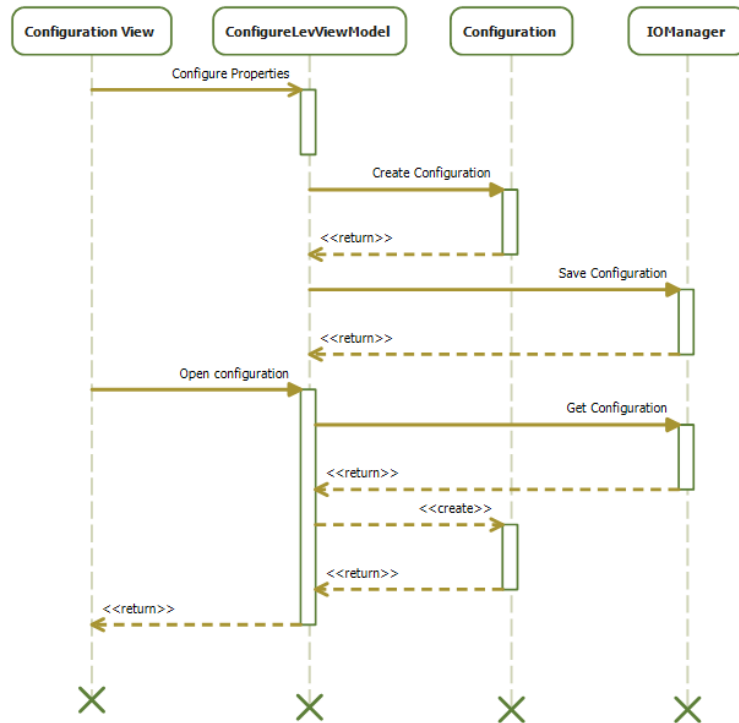 Configuration View
ConfigureLevViewModel
Configuration
IOManager
Configure Properties
Create Configuration
<<return>>
Save Configuration
<<return>>
Open configuration
Get Configuration
<<return>>
<<create>>
<<return>>
<<return>>